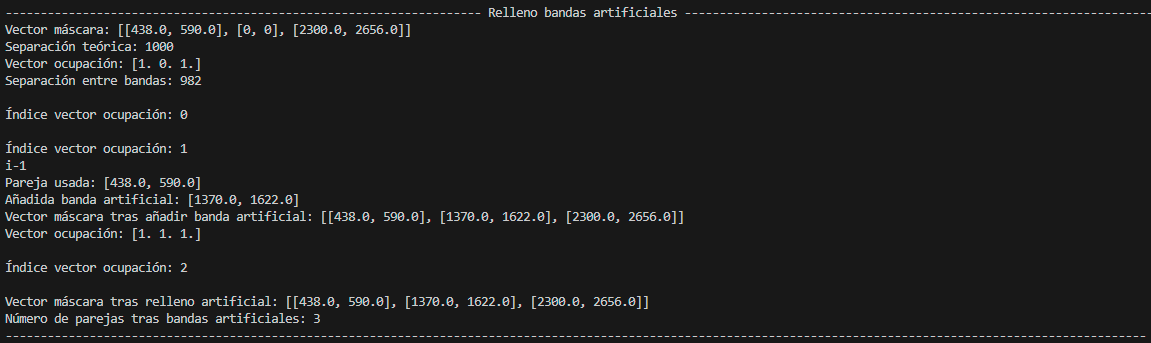 -------------------------------------------------------------------- Relleno bandas artificiales --------------------------------------------------------------------
Vector máscara: [[438.0, 590.0], [0, 0], [2300.0, 2656.0]]
Separación teórica: 1000
Vector ocupación: [1. 0. 1.]
Separación entre bandas: 982
Índice vector ocupación: 0
Índice vector ocupación: 1
i-1
Pareja usada: [438.0, 590.0]
Añadida banda artificial: [1370.0, 1622.0]
Vector máscara tras añadir banda artificial: [[438.0, 590.0], [1370.0, 1622.0], [2300.0, 2656.0]]
Vector ocupación: [1. 1. 1.]
Índice vector ocupación: 2
Vector máscara tras relleno artificial: [[438.0, 590.0], [1370.0, 1622.0], [2300.0, 2656.0]]
Número de parejas tras bandas artificiales: 3
-------------------------------------------------------------------------------------------------------------------------------------------------------------------